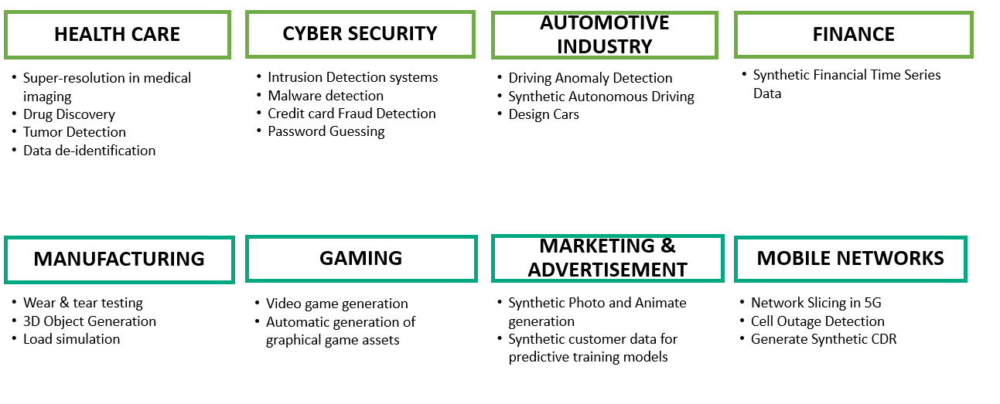 HEALTH CARE
• Super-resolution in medical
imaging
• Drug Discovery
• Tumor Detection
• Data de-identification
CYBER SECURITY
• Intrusion Detection systems
• Malware detection
• Credit card Fraud Detection
• Password Guessing
AUTOMOTIVE
INDUSTRY
• Driving Anomaly Detection
• Synthetic Autonomous Driving
• Design Cars
FINANCE
• Synthetic Financial Time Series
Data
MANUFACTURING
• Wear & tear testing
• 3D Object Generation
• Load simulation
GAMING
• Video game generation
• Automatic generation of
graphical game assets
MARKETING &
ADVERTISEMENT
• Synthetic Photo and Animate
generation
• Synthetic customer data for
predictive training models
MOBILE NETWORKS
• Network Slicing in 5G
• Cell Outage Detection
• Generate Synthetic CDR